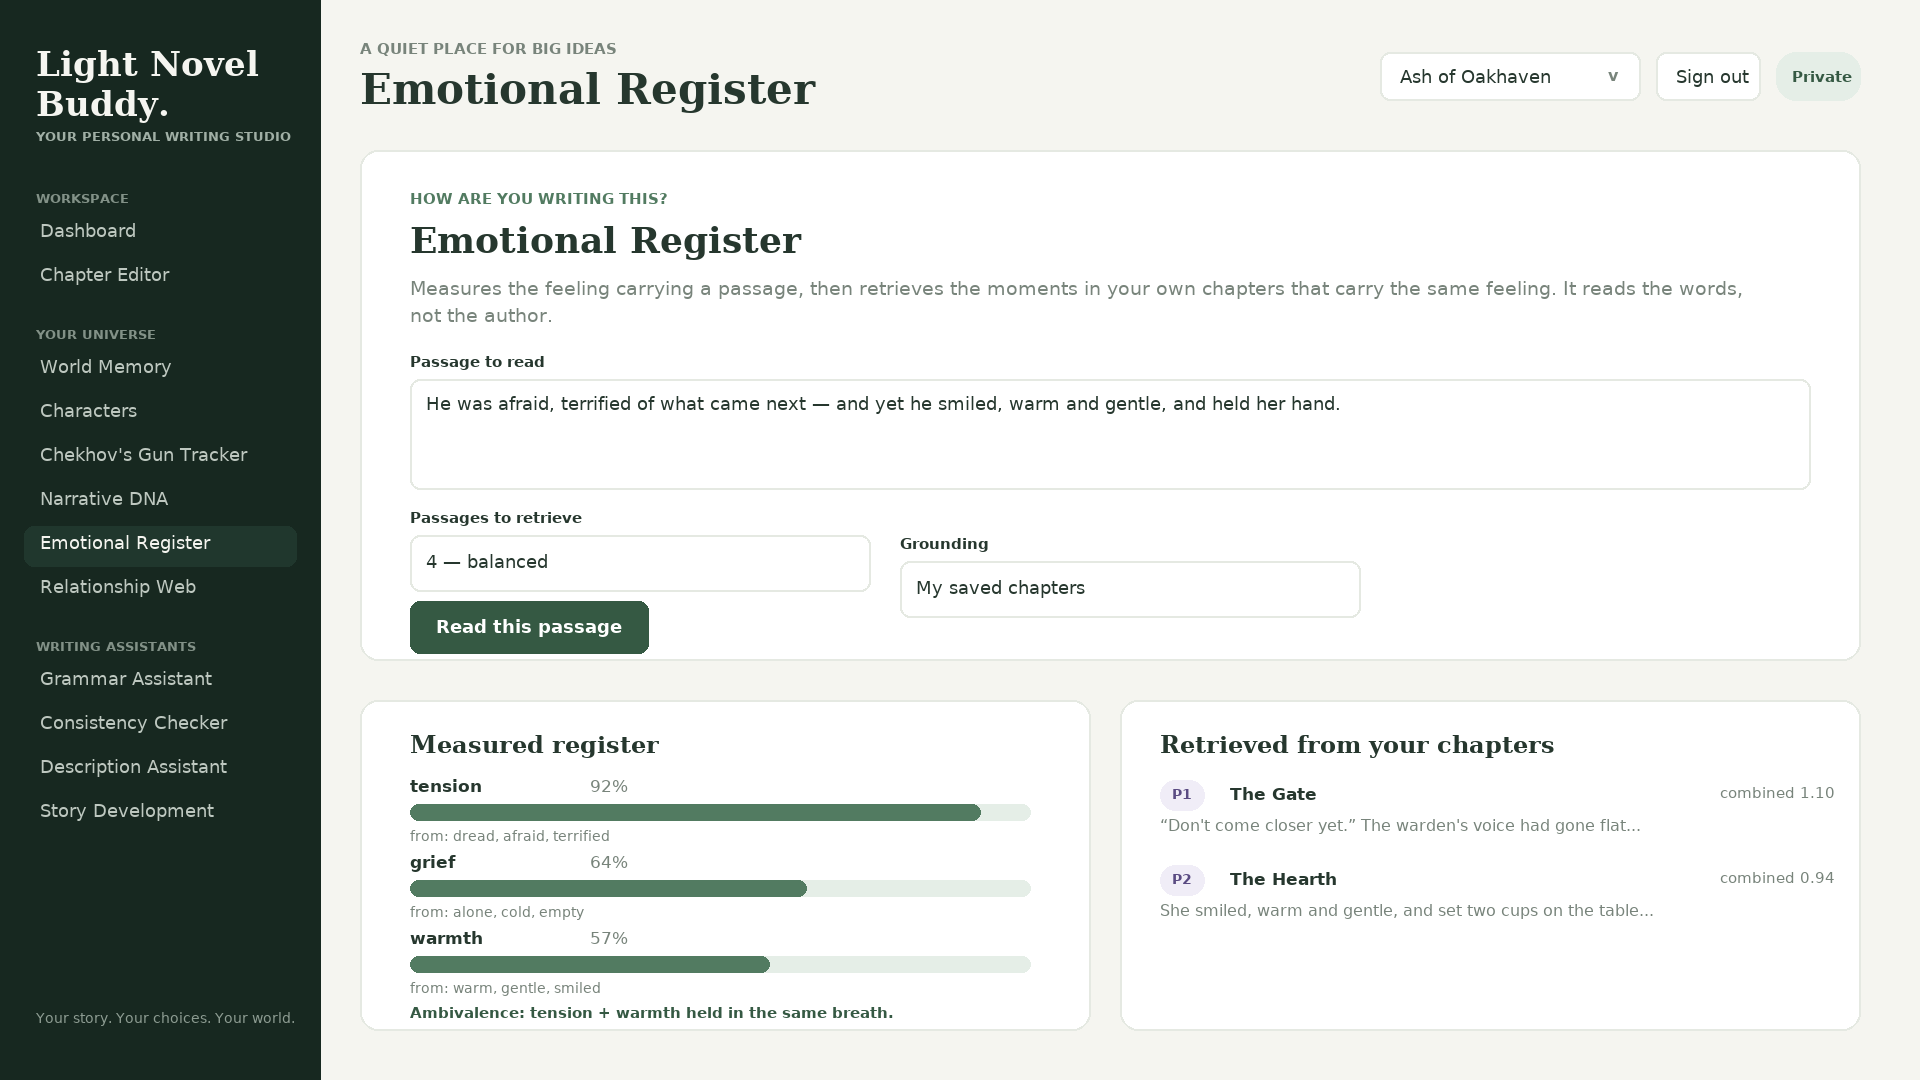 Light Novel
Buddy.
YOUR PERSONAL WRITING STUDIO
WORKSPACE
Dashboard
Chapter Editor
YOUR UNIVERSE
World Memory
Characters
Chekhov's Gun Tracker
Narrative DNA
Emotional Register
Relationship Web
WRITING ASSISTANTS
Grammar Assistant
Consistency Checker
Description Assistant
Story Development
Your story. Your choices. Your world.
A QUIET PLACE FOR BIG IDEAS
Emotional Register
Ash of Oakhaven v
Sign out
Private
HOW ARE YOU WRITING THIS?
Emotional Register
Measures the feeling carrying a passage, then retrieves the moments in your own chapters that carry the same feeling. It reads the words,
not the author.
Passage to read
He was afraid, terrified of what came next — and yet he smiled, warm and gentle, and held her hand.
Passages to retrieve
4 — balanced
Grounding
My saved chapters
Read this passage
Measured register
tension 92%
from: dread, afraid, terrified
grief 64%
from: alone, cold, empty
warmth 57%
from: warm, gentle, smiled
Ambivalence: tension + warmth held in the same breath.
Retrieved from your chapters
P1 The Gate combined 1.10
“Don't come closer yet.” The warden's voice had gone flat...
P2 The Hearth combined 0.94
She smiled, warm and gentle, and set two cups on the table...